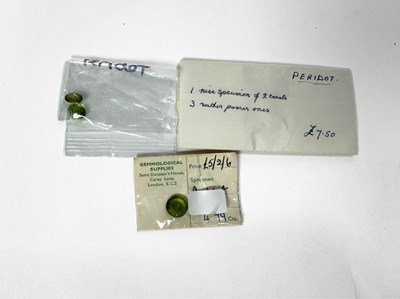 PERIDOT
PERIDOT.
1 nice specimen of 2 carats
3 rather poorer ones
£7.50
GEMMOLOGICAL
SUPPLIES
Saint Dunstan's House,
Carey Lane,
London, E.C.2
Price £5/2/6
Specimen
4.79 Cts.